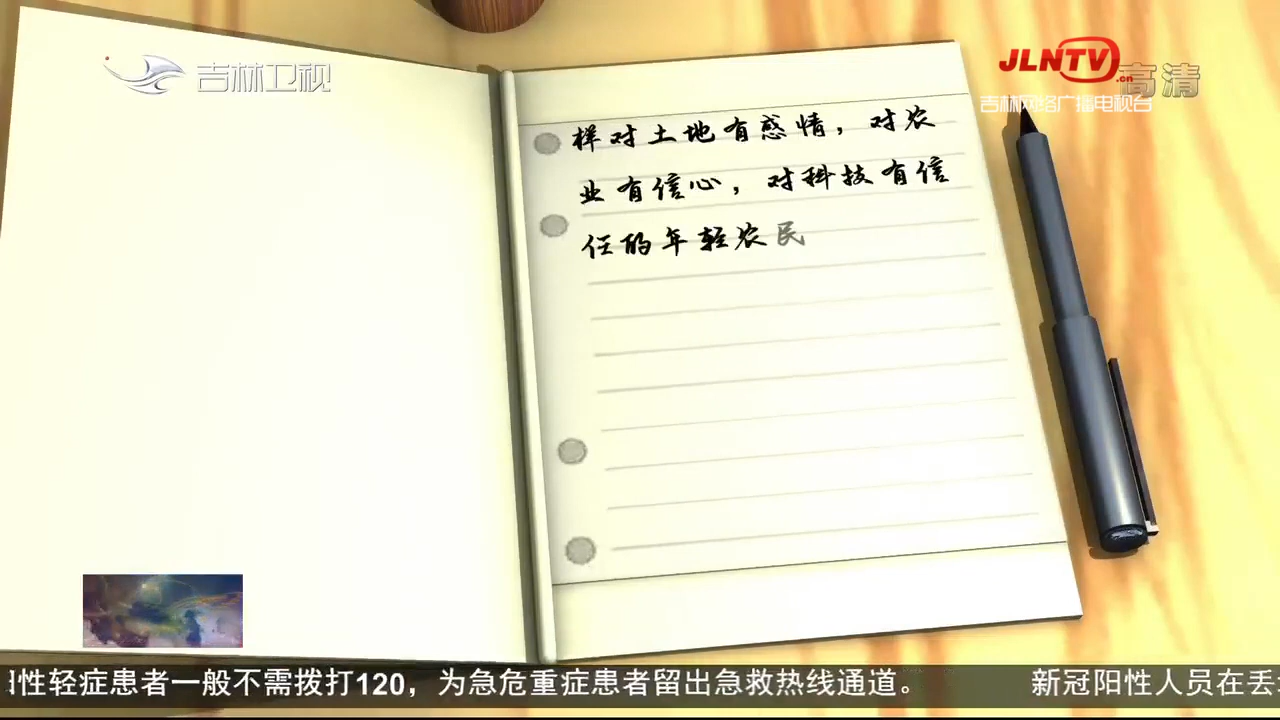 吉林卫视
JLNTV.cn
高清
吉林网络广播电视台
样对土地有感情，对农
业有信心，对科技有信
任的年轻农民
性轻症患者一般不需拨打120，为急危重症患者留出急救热线通道。 新冠阳性人员在丢